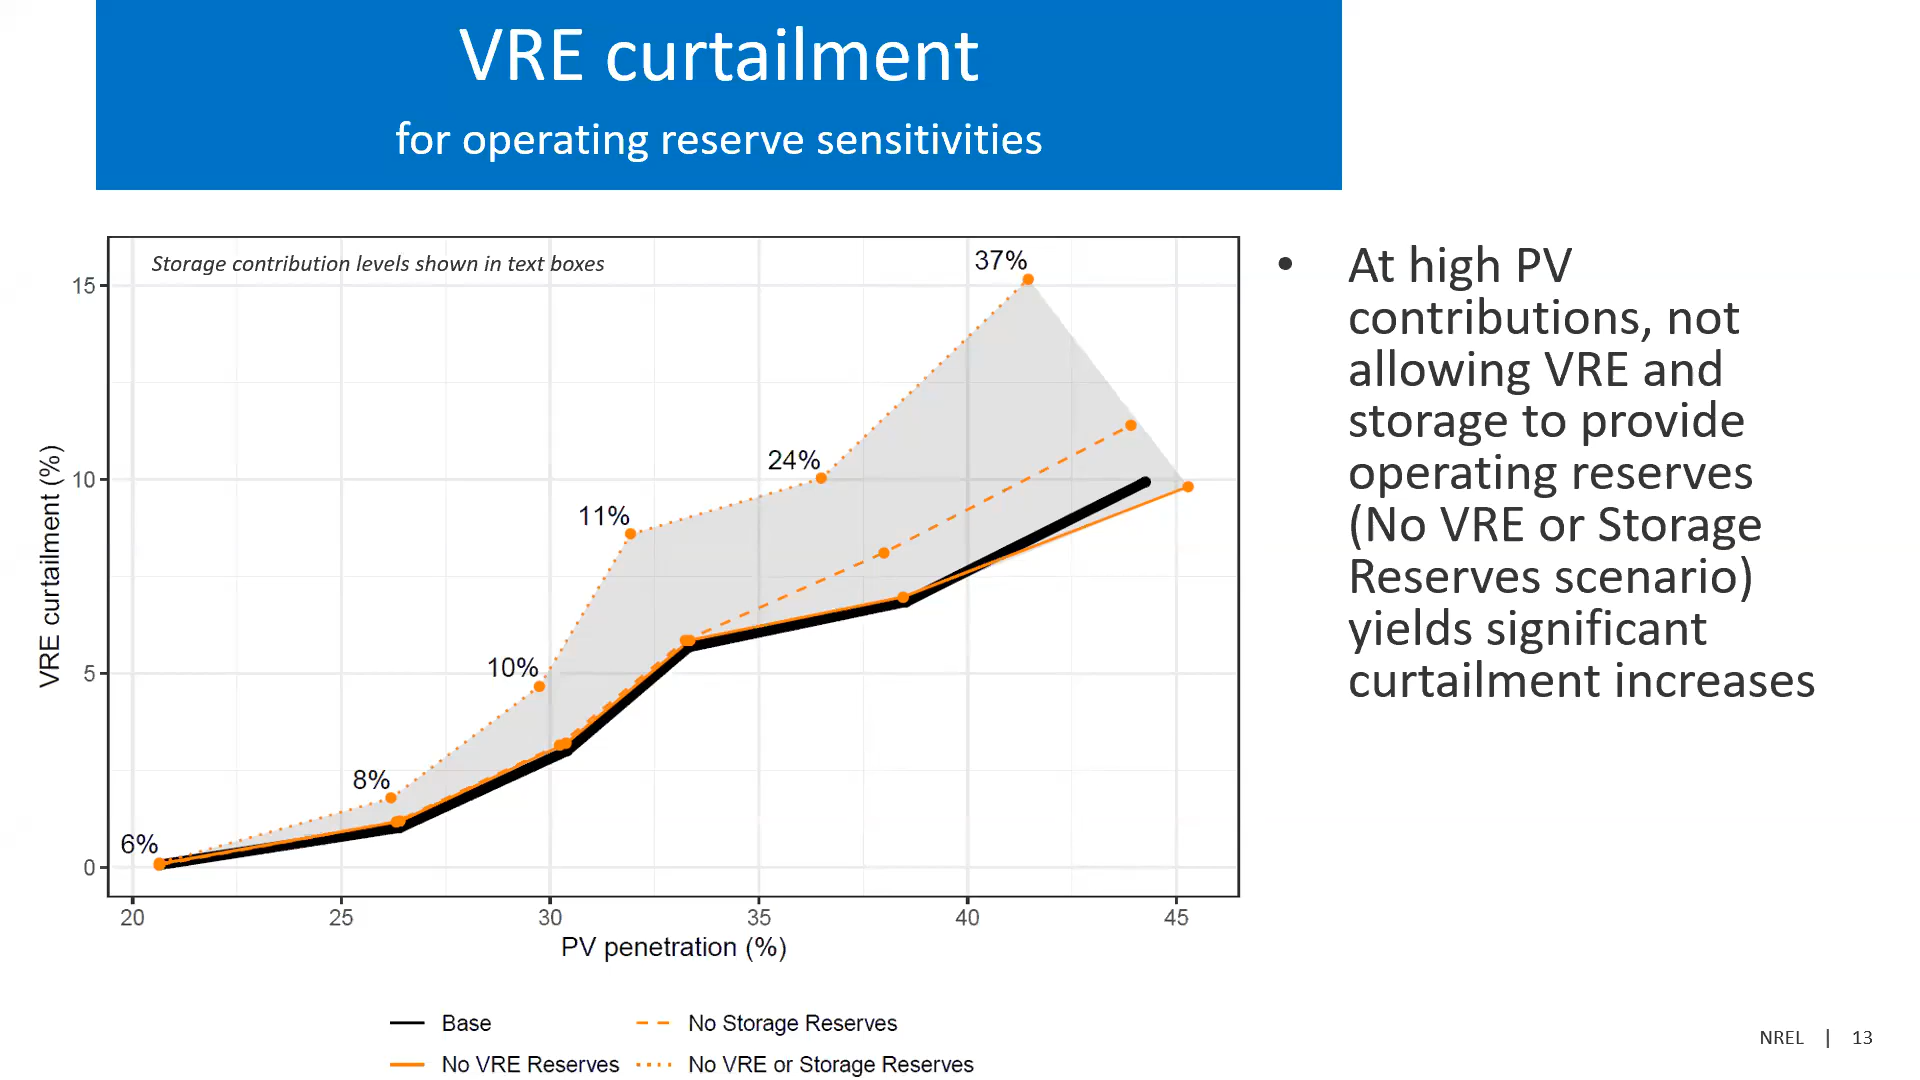 VRE curtailment
for operating reserve sensitivities
Storage contribution levels shown in text boxes
37%
15
24%
10
11%
10%
5
8%
6%
0
VRE curtailment (%)
20 25 30 35 40 45
PV penetration (%)
Base
No Storage Reserves
No VRE Reserves
No VRE or Storage Reserves
• At high PV
contributions, not
allowing VRE and
storage to provide
operating reserves
(No VRE or Storage
Reserves scenario)
yields significant
curtailment increases
NREL | 13